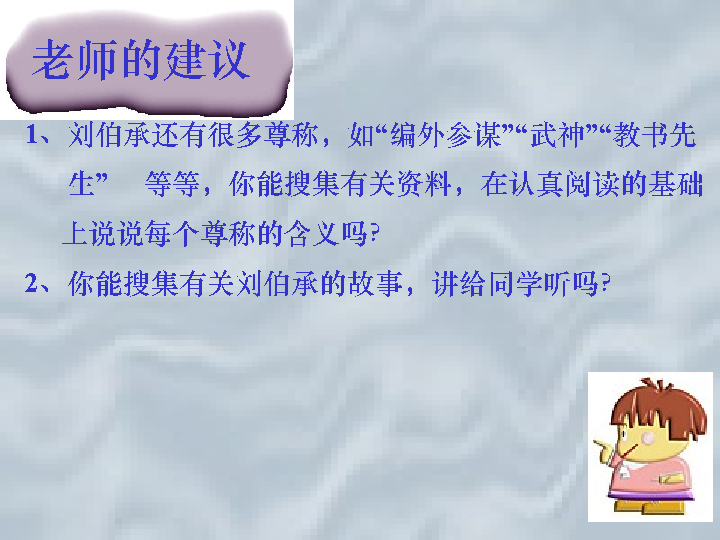 老师的建议
1、刘伯承还有很多尊称，如“编外参谋”“武神”“教书先
生” 等等，你能搜集有关资料，在认真阅读的基础
上说说每个尊称的含义吗？
2、你能搜集有关刘伯承的故事，讲给同学听吗？